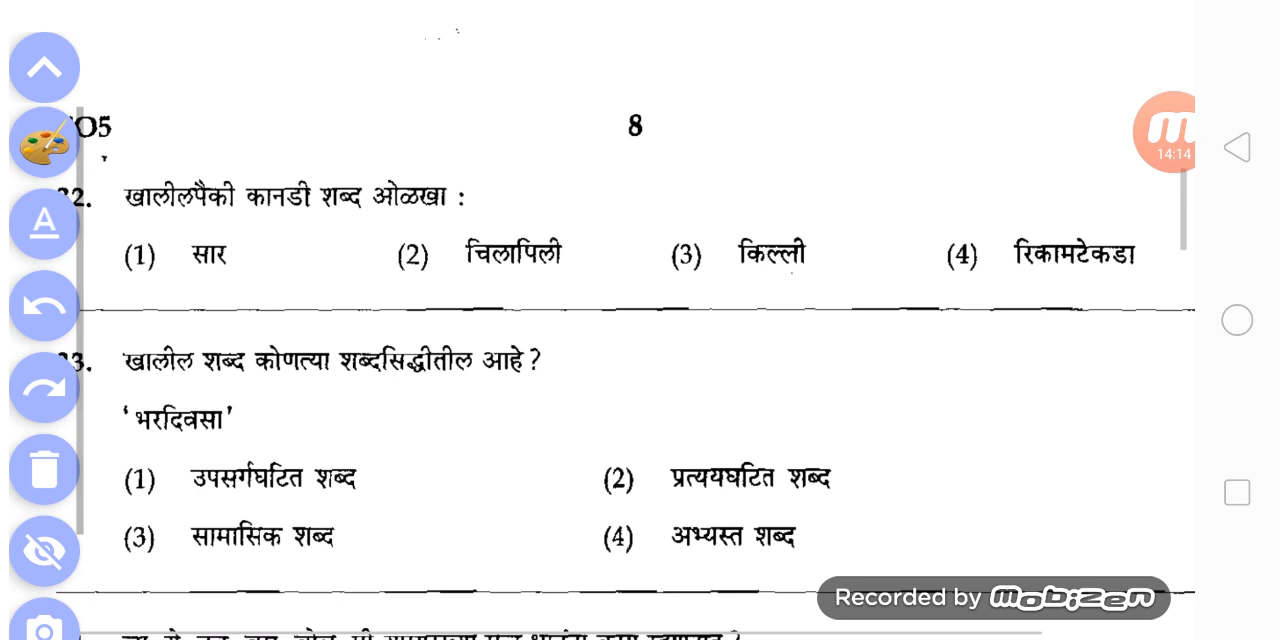 O5
8
14:14
22. खालीलपैकी कानडी शब्द ओळखा :
(1) सार (2) चिलापिली (3) किल्ली (4) रिकामटेकडा
3. खालील शब्द कोणत्या शब्दसिद्धीतील आहे ?
'भरदिवसा'
(1) उपसर्गघटित शब्द (2) प्रत्ययघटित शब्द
(3) सामासिक शब्द (4) अभ्यस्त शब्द
Recorded by mobizen